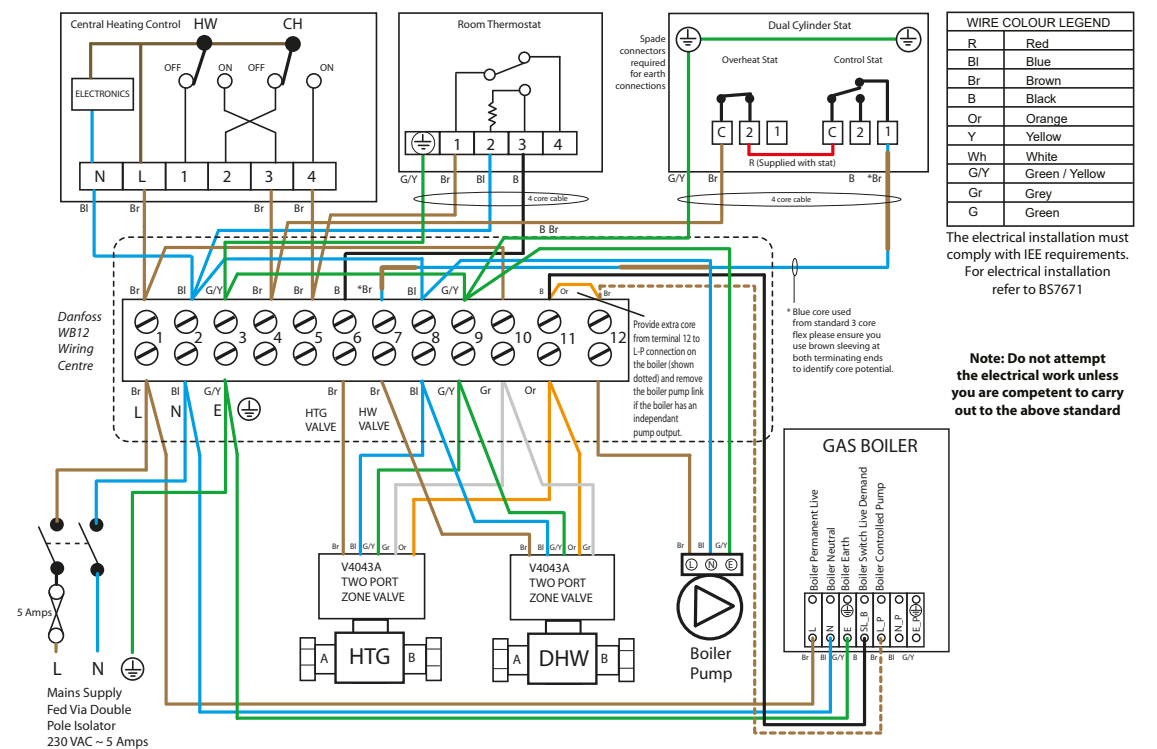 Central Heating Control
HW
CH
OFF
ON
OFF
ON
ELECTRONICS
N
L
1
2
3
4
Bl
Br
Br
Br
Room Thermostat
1
2
3
4
G/Y
Br
Bl
B
4 core cable
Spade
connectors
required
for earth
connections
Dual Cylinder Stat
Overheat Stat
Control Stat
C
2
1
C
2
1
R (Supplied with stat)
G/Y
Br
B
*Br
4 core cable
B Br
WIRE COLOUR LEGEND
R Red
Bl Blue
Br Brown
B Black
Or Orange
Y Yellow
Wh White
G/Y Green / Yellow
Gr Grey
G Green
The electrical installation must
comply with IEE requirements.
For electrical installation
refer to BS7671
Note: Do not attempt
the electrical work unless
you are competent to carry
out to the above standard
* Blue core used
from standard 3 core
flex please ensure you
use brown sleeving at
both terminating ends
to identify core potential.
Br
Bl
G/Y
Br
Br
B
*Br
Bl
G/Y
B
Or
Br
Danfoss
WB12
Wiring
Centre
1
2
3
4
5
6
7
8
9
10
11
12
Provide extra core
from terminal 12 to
L-P connection on
the boiler (shown
dotted) and remove
the boiler pump link
if the boiler has an
independant
pump output.
Br
Bl
G/Y
Br
Br
Bl
G/Y
Gr
Or
L
N
E
HTG
VALVE
HW
VALVE
5 Amps
L
N
Mains Supply
Fed Via Double
Pole Isolator
230 VAC ~ 5 Amps
Br
Bl
G/Y
Gr
Or
V4043A
TWO PORT
ZONE VALVE
A
HTG
B
Br
Bl
G/Y
Or
Gr
V4043A
TWO PORT
ZONE VALVE
A
DHW
B
Br
Bl
G/Y
L
N
E
Boiler
Pump
GAS BOILER
Boiler Permanent Live
Boiler Neutral
Boiler Earth
Boiler Switch Live Demand
Boiler Controlled Pump
L
N
E
SL_B
L_P
N_P
E_P
Br
Bl
G/Y
B
Br
Bl
G/Y